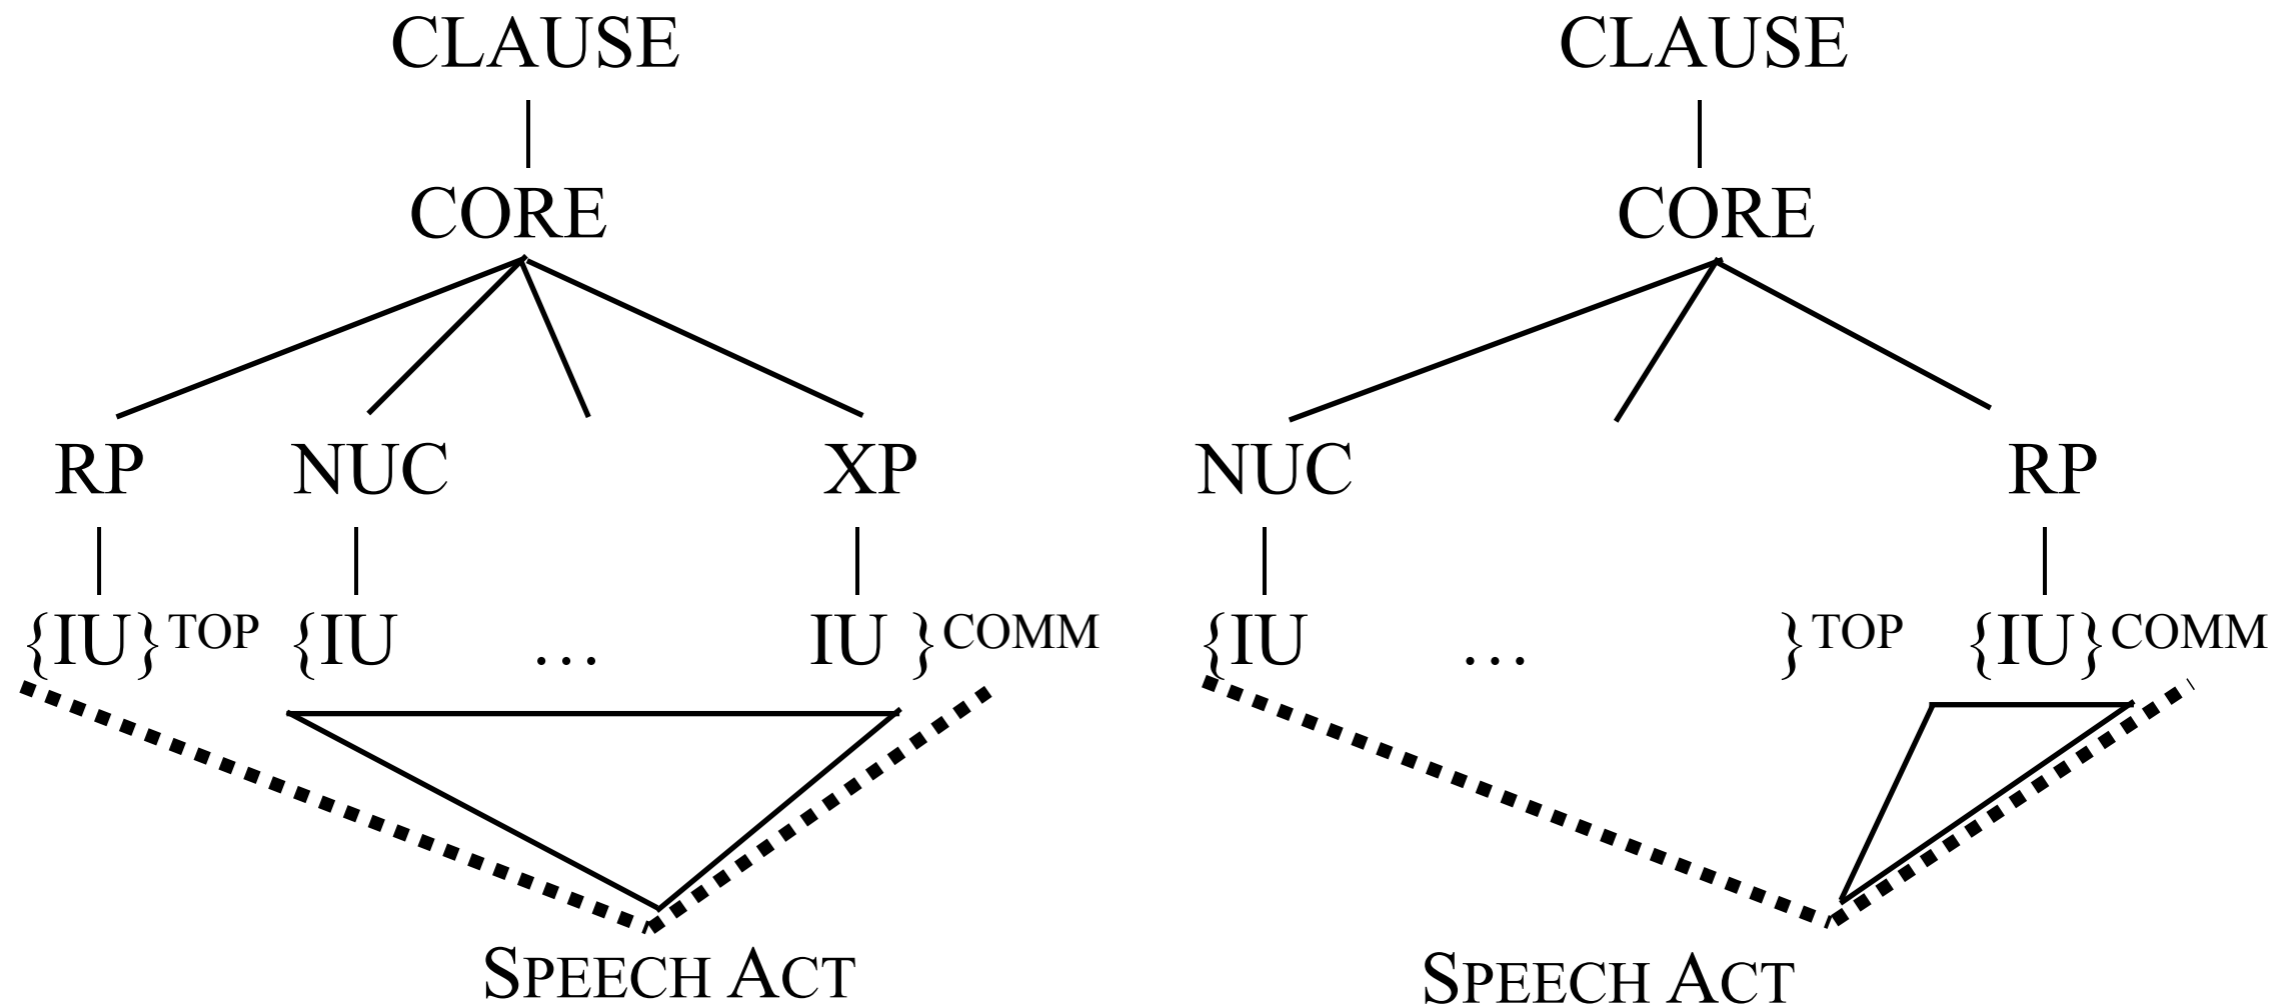 CLAUSE CLAUSE
CORE CORE
RP NUC XP NUC RP
{IU}TOP {IU … IU }COMM {IU … }TOP {IU}COMM
SPEECH ACT SPEECH ACT